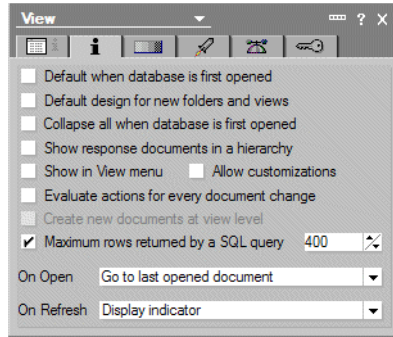 View ? X
i
Default when database is first opened
Default design for new folders and views
Collapse all when database is first opened
Show response documents in a hierarchy
Show in View menu Allow customizations
Evaluate actions for every document change
Create new documents at view level
Maximum rows returned by a SQL query 400
On Open Go to last opened document
On Refresh Display indicator